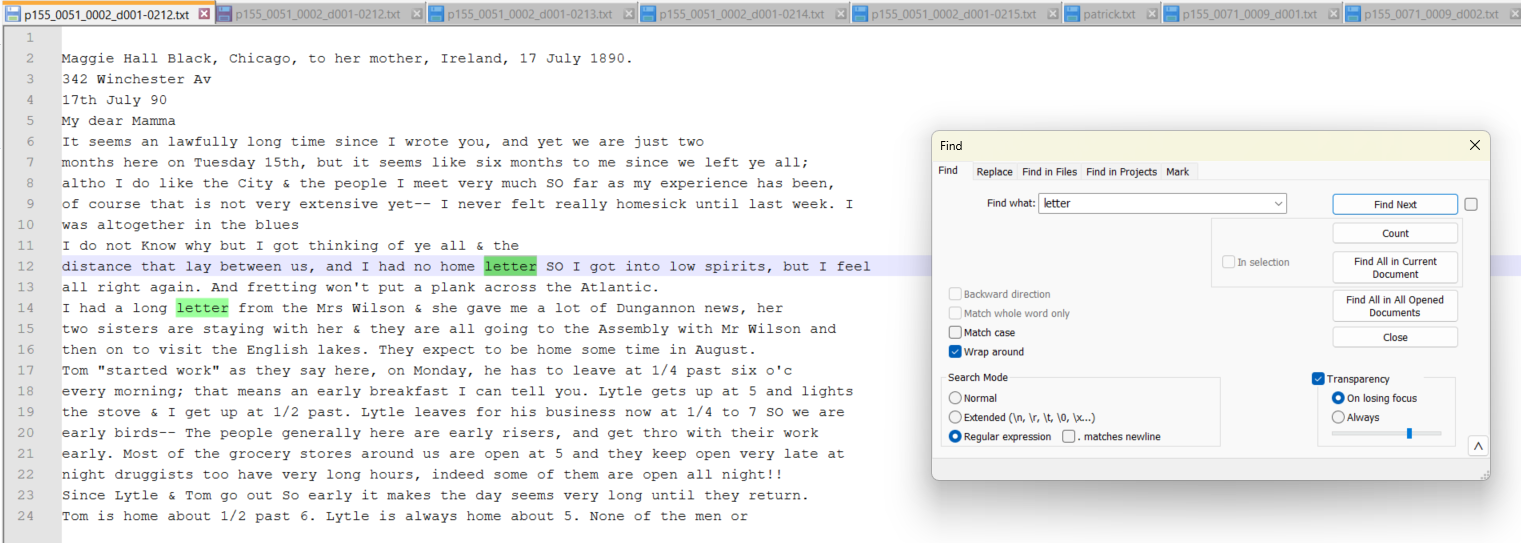 p155_0051_0002_d001-0212.txt p155_0051_0002_d001-0212.txt p155_0051_0002_d001-0213.txt p155_0051_0002_d001-0214.txt p155_0051_0002_d001-0215.txt patrick.txt p155_0071_0009_d001.txt p155_0071_0009_d002.txt
1
2 Maggie Hall Black, Chicago, to her mother, Ireland, 17 July 1890.
3 342 Winchester Av
4 17th July 90
5 My dear Mamma
6 It seems an lawfully long time since I wrote you, and yet we are just two
7 months here on Tuesday 15th, but it seems like six months to me since we left ye all;
8 altho I do like the City & the people I meet very much SO far as my experience has been,
9 of course that is not very extensive yet-- I never felt really homesick until last week. I
10 was altogether in the blues
11 I do not Know why but I got thinking of ye all & the
12 distance that lay between us, and I had no home letter SO I got into low spirits, but I feel
13 all right again. And fretting won't put a plank across the Atlantic.
14 I had a long letter from the Mrs Wilson & she gave me a lot of Dungannon news, her
15 two sisters are staying with her & they are all going to the Assembly with Mr Wilson and
16 then on to visit the English lakes. They expect to be home some time in August.
17 Tom "started work" as they say here, on Monday, he has to leave at 1/4 past six o'c
18 every morning; that means an early breakfast I can tell you. Lytle gets up at 5 and lights
19 the stove & I get up at 1/2 past. Lytle leaves for his business now at 1/4 to 7 SO we are
20 early birds-- The people generally here are early risers, and get thro with their work
21 early. Most of the grocery stores around us are open at 5 and they keep open very late at
22 night druggists too have very long hours, indeed some of them are open all night!!
23 Since Lytle & Tom go out So early it makes the day seems very long until they return.
24 Tom is home about 1/2 past 6. Lytle is always home about 5. None of the men or
Find
Find Replace Find in Files Find in Projects Mark
Find what: letter
Find Next
Count
In selection
Find All in Current
Document
Find All in All Opened
Documents
Close
Backward direction
Match whole word only
Match case
Wrap around
Search Mode
Normal
Extended (\n, \r, \t, \0, \x...)
Regular expression . matches newline
Transparency
On losing focus
Always